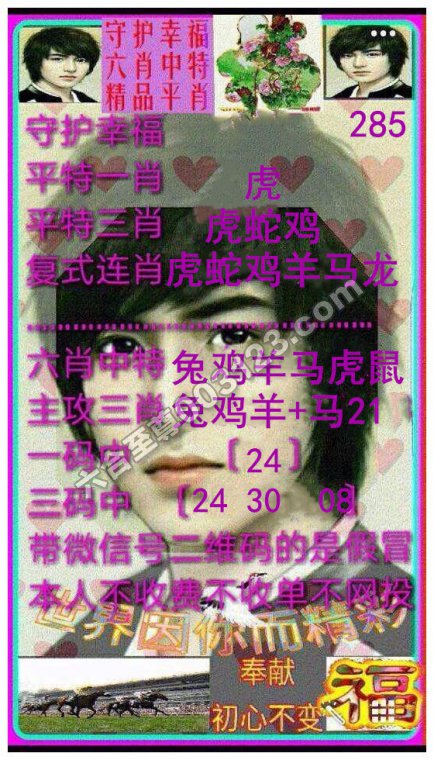 守护幸福
六肖中特
精品平肖
守护幸福 285
平特一肖 虎
平特三肖 虎蛇鸡
复式连肖 虎蛇鸡羊马龙
六肖中特 兔鸡羊马虎鼠
主攻三肖 兔鸡羊+马21
一码中 〔24〕
三码中 〔24 30 08〕
带微信号二维码的是假冒
本人不收费不收单不网投
世界因你而精彩
奉献
初心不变
福